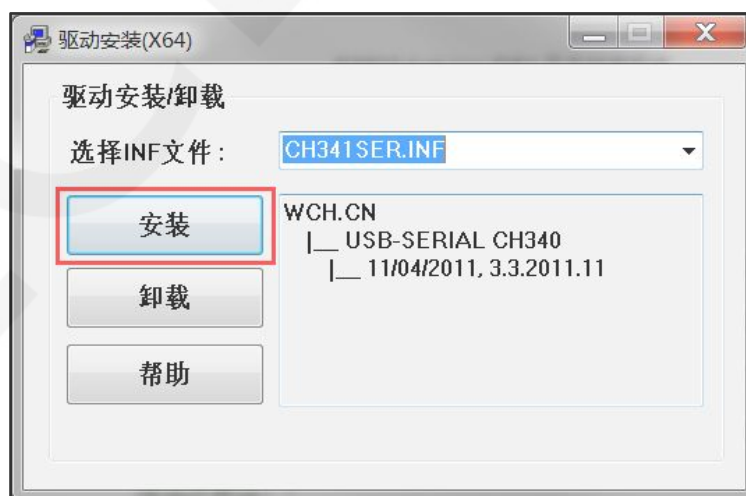 驱动安装(X64)
驱动安装/卸载
选择INF文件: CH341SER.INF
安装
WCH.CN
|__ USB-SERIAL CH340
|__ 11/04/2011, 3.3.2011.11
卸载
帮助